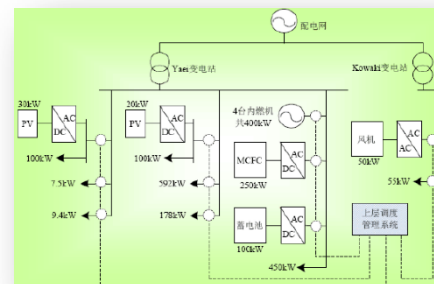 配电网
Yaei变电站
Kowaki变电站
30kW
PV
AC
DC
100kW
7.5kW
9.4kW
20kW
PV
AC
DC
100kW
592kW
178kW
4台内燃机
共400kW
MCFC
250kW
AC
DC
蓄电池
100kW
AC
DC
450kW
风机
50kW
AC
AC
55kW
上层调度
管理系统